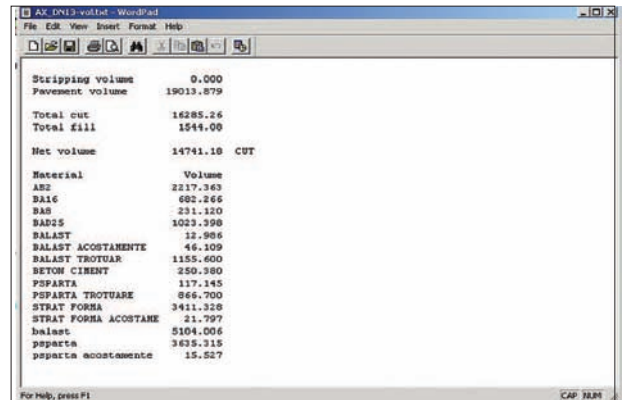 AX_DN13-vol.txt - WordPad
File Edit View Insert Format Help
Stripping volume 0.000
Pavement volume 19013.879
Total cut 16285.26
Total fill 1544.08
Net volume 14741.18 CUT
Material Volume
AB2 2217.363
BA16 682.266
BA8 231.120
BAD25 1023.398
BALAST 12.986
BALAST ACOSTAMENTE 46.109
BALAST TROTUAR 1155.600
BETON CIMENT 250.380
PSPARTA 117.145
PSPARTA TROTUARE 866.700
STRAT FORMA 3411.328
STRAT FORMA ACOSTAME 21.797
balast 5104.006
psparta 3635.315
psparta acostamente 15.527
For Help, press F1
CAP NUM